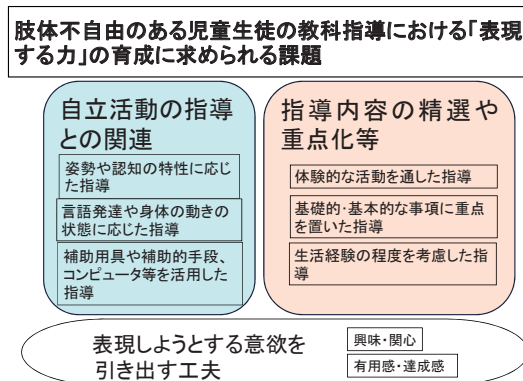 肢体不自由のある児童生徒の教科指導における「表現
する力」の育成に求められる課題
自立活動の指導
との関連
姿勢や認知の特性に応じ
た指導
言語発達や身体の動きの
状態に応じた指導
補助用具や補助的手段、
コンピュータ等を活用した
指導
指導内容の精選や
重点化等
体験的な活動を通した指導
基礎的・基本的な事項に重点
を置いた指導
生活経験の程度を考慮した指
導
表現しようとする意欲を
引き出す工夫
興味・関心
有用感・達成感